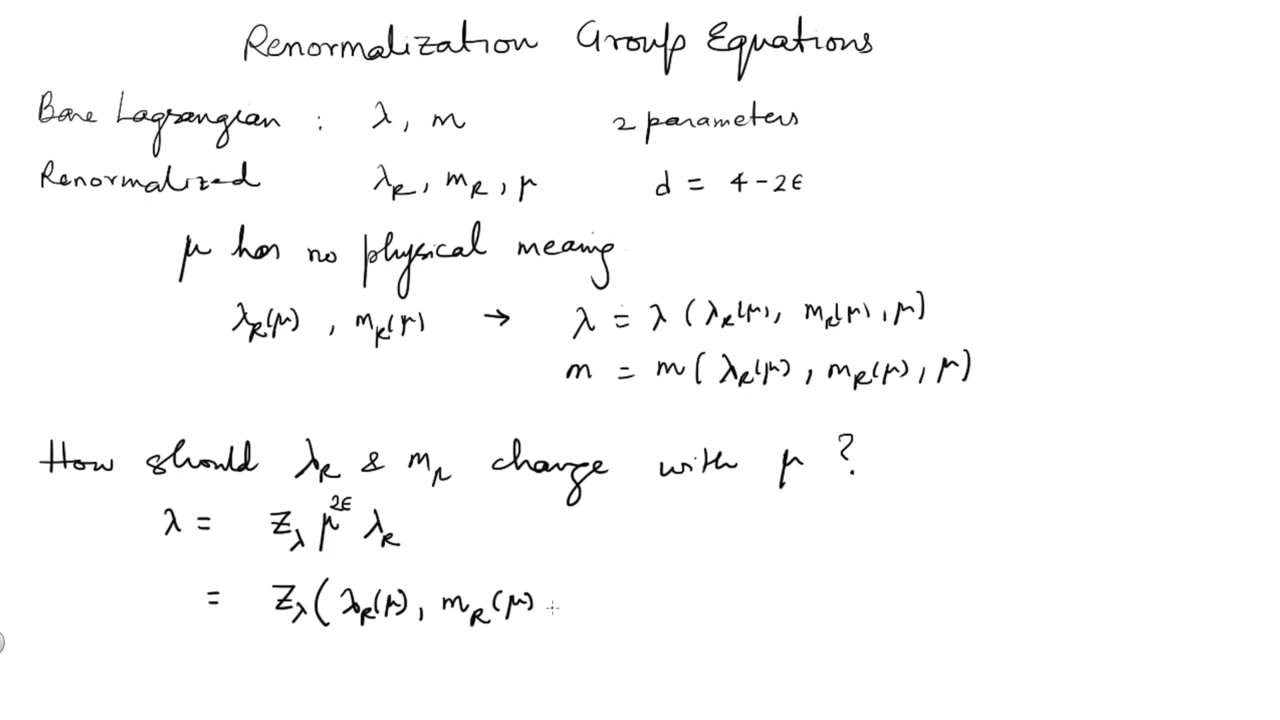 Renormalization Group Equations
Bare Lagrangian : λ, m 2 parameters
Renormalized λ_R, m_R, μ d = 4-2ϵ
μ has no physical meaning
λ_R(μ), m_R(μ) → λ = λ(λ_R(μ), m_R(μ), μ)
m = m(λ_R(μ), m_R(μ), μ)
How should λ_R & m_R change with μ ?
λ = Z_λ μ^{2ϵ} λ_R
= Z_λ(λ_R(μ), m_R(μ)